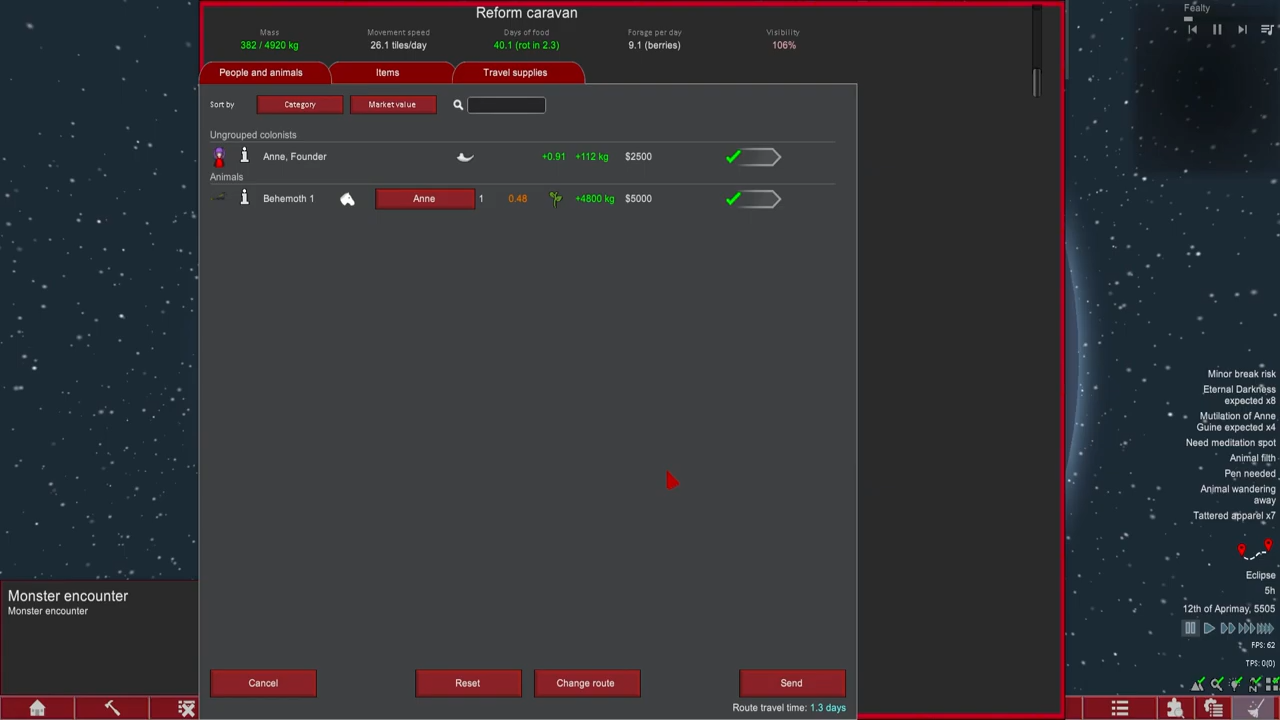 Reform caravan
Fealty
Mass
Movement speed
Days of food
Forage per day
Visibility
382 / 4920 kg
26.1 tiles/day
40.1 (rot in 2.3)
9.1 (berries)
106%
People and animals
Items
Travel supplies
Sort by
Category
Market value
Ungrouped colonists
Anne, Founder
+0.91
+112 kg
$2500
Animals
Behemoth 1
Anne
1
0.48
+4800 kg
$5000
Minor break risk
Eternal Darkness
expected x8
Mutilation of Anne
Guine expected x4
Need meditation spot
Animal filth
Pen needed
Animal wandering
away
Tattered apparel x7
Eclipse
5h
12th of Aprimay, 5505
FPS: 62
TPS: 0(0)
Monster encounter
Monster encounter
Cancel
Reset
Change route
Send
Route travel time: 1.3 days